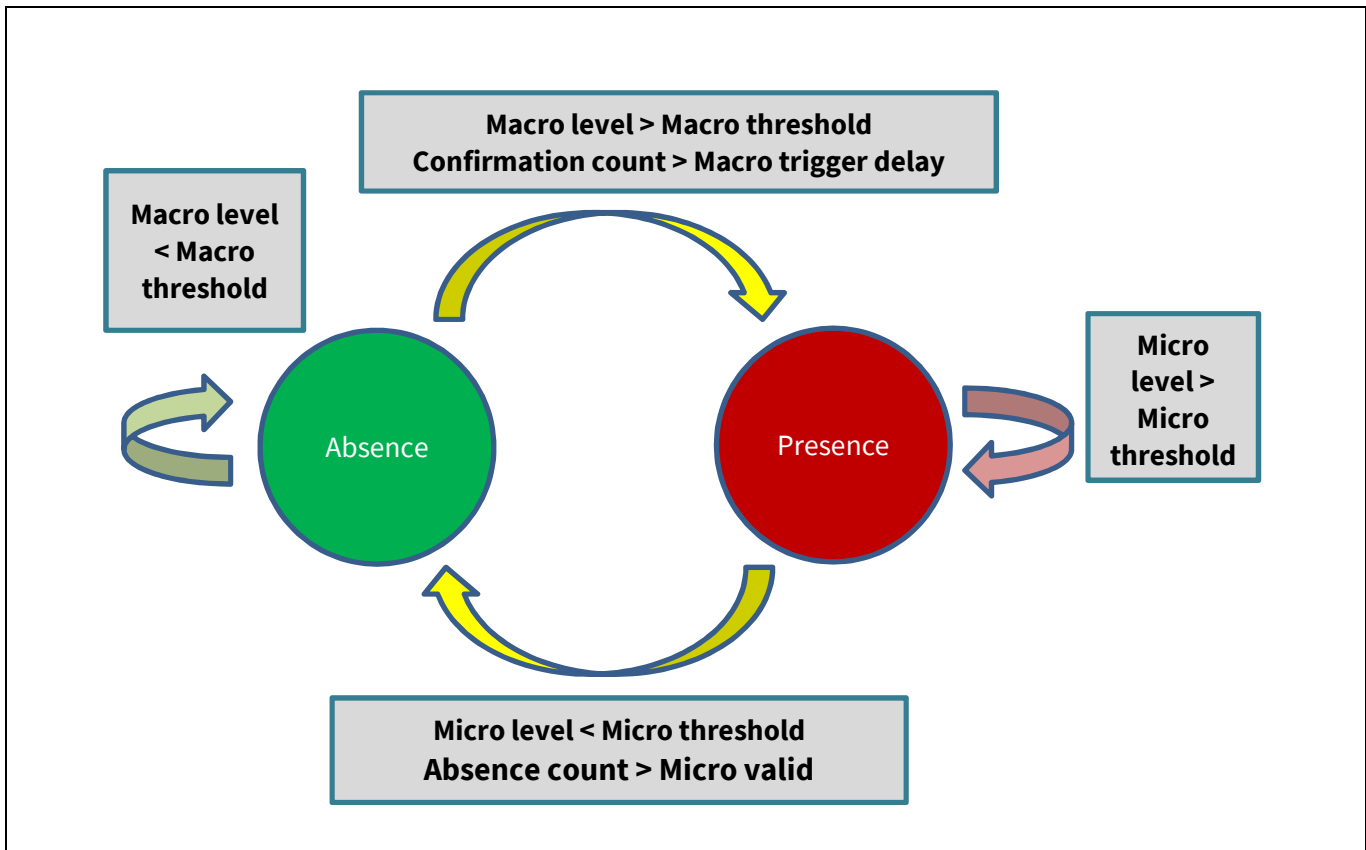 Macro level > Macro threshold
Confirmation count > Macro trigger delay
Macro level
< Macro
threshold
Micro
level >
Micro
threshold
Absence
Presence
Micro level < Micro threshold
Absence count > Micro valid